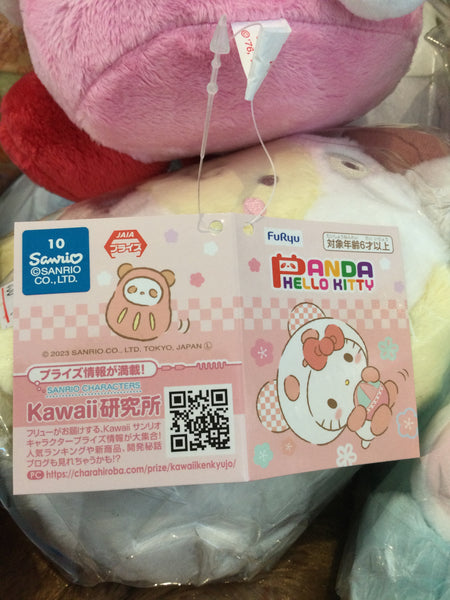 ©'76,
10
Sanrio
©SANRIO
CO.,LTD.
JAIA
プライズ
© 2023 SANRIO CO., LTD. TOKYO, JAPAN Ⓛ
プライズ情報が満載！
SANRIO CHARACTERS
Kawaii研究所
フリューがお届けする、Kawaii サンリオ
キャラクタープライズ情報が大集合！
人気ランキングや新商品、開発秘話
ブログも見れちゃうかも!?
PC https://charahiroba.com/prize/kawaiikenkyujo/
FuRyu
対象年齢6才以上
PANDA
HELLO KITTY